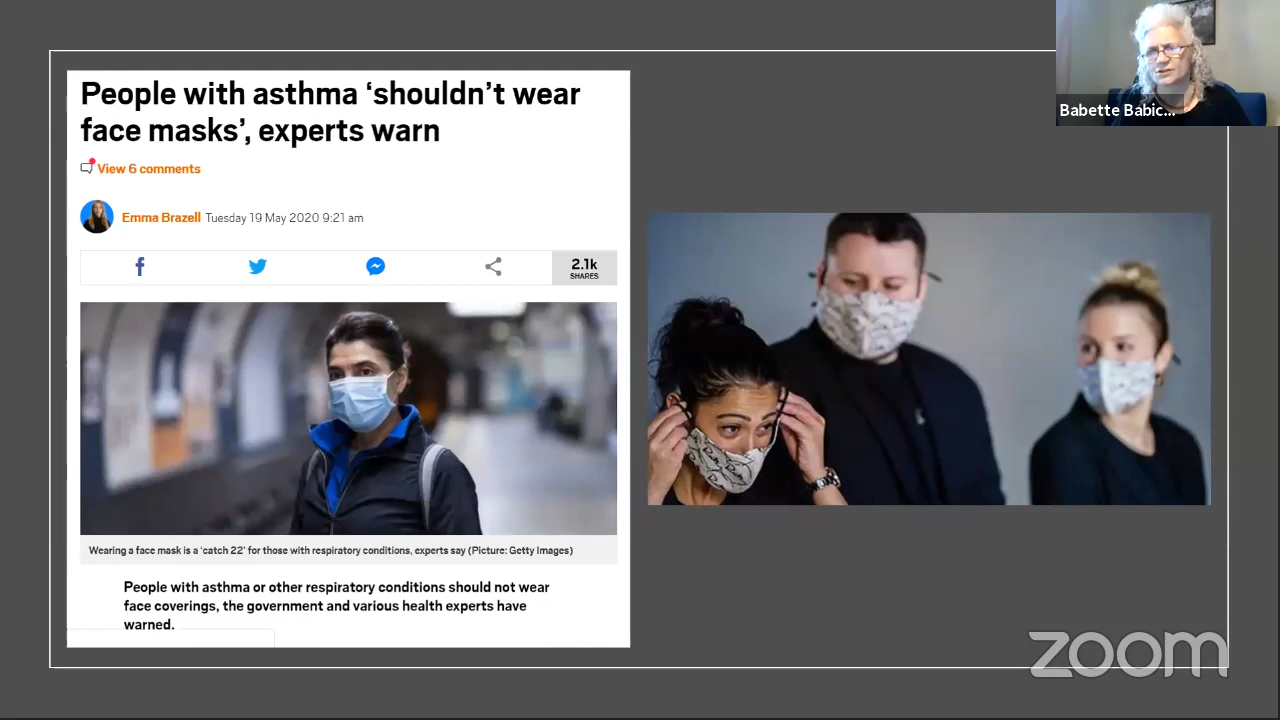 People with asthma ‘shouldn’t wear
face masks’, experts warn
View 6 comments
Emma Brazell Tuesday 19 May 2020 9:21 am
2.1k
SHARES
Wearing a face mask is a ‘catch 22’ for those with respiratory conditions, experts say (Picture: Getty Images)
People with asthma or other respiratory conditions should not wear
face coverings, the government and various health experts have
warned.
Babette Babic...
zoom